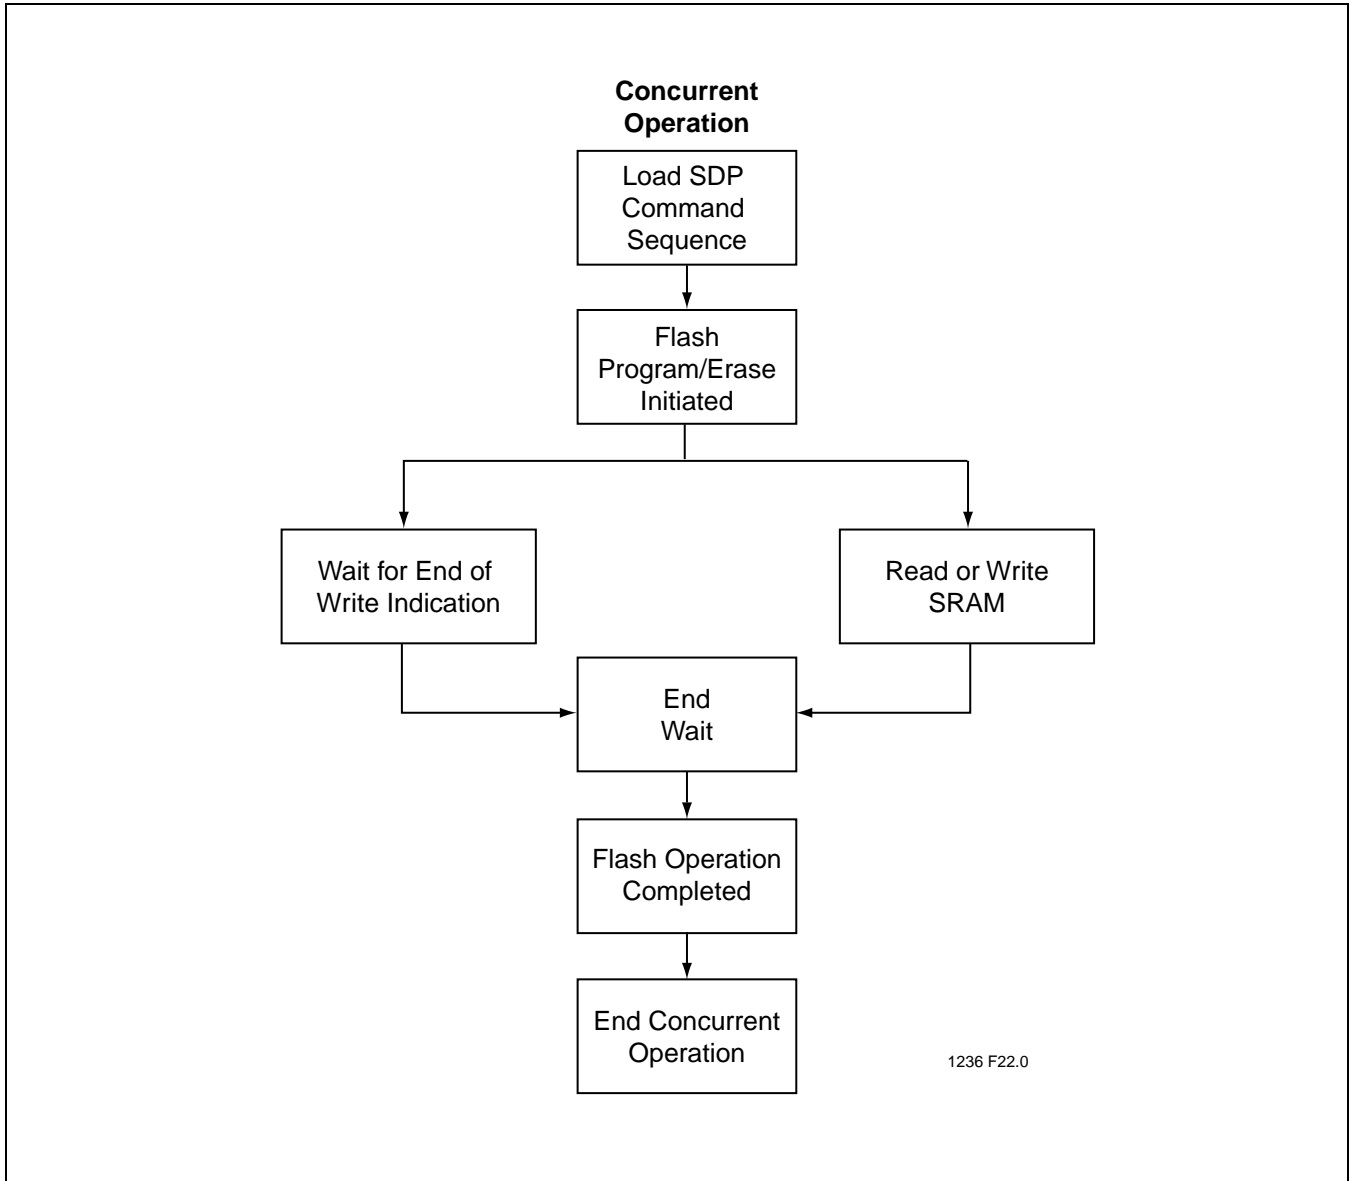 Concurrent
Operation
Load SDP
Command
Sequence
Flash
Program/Erase
Initiated
Wait for End of
Write Indication
Read or Write
SRAM
End
Wait
Flash Operation
Completed
End Concurrent
Operation
1236 F22.0